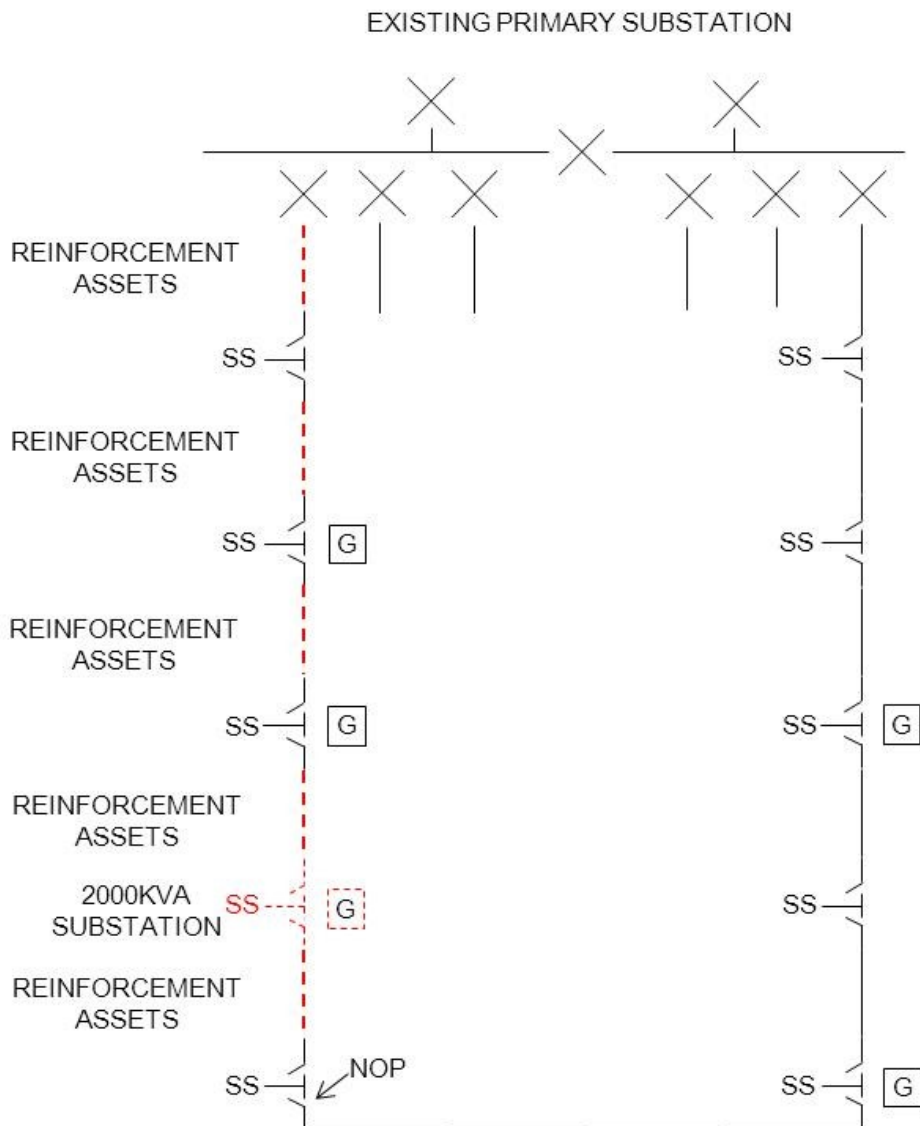 EXISTING PRIMARY SUBSTATION
REINFORCEMENT
ASSETS
SS
SS
REINFORCEMENT
ASSETS
SS
G
SS
REINFORCEMENT
ASSETS
SS
G
SS
G
REINFORCEMENT
ASSETS
2000KVA
SUBSTATION
SS
G
SS
REINFORCEMENT
ASSETS
NOP
SS
SS
G